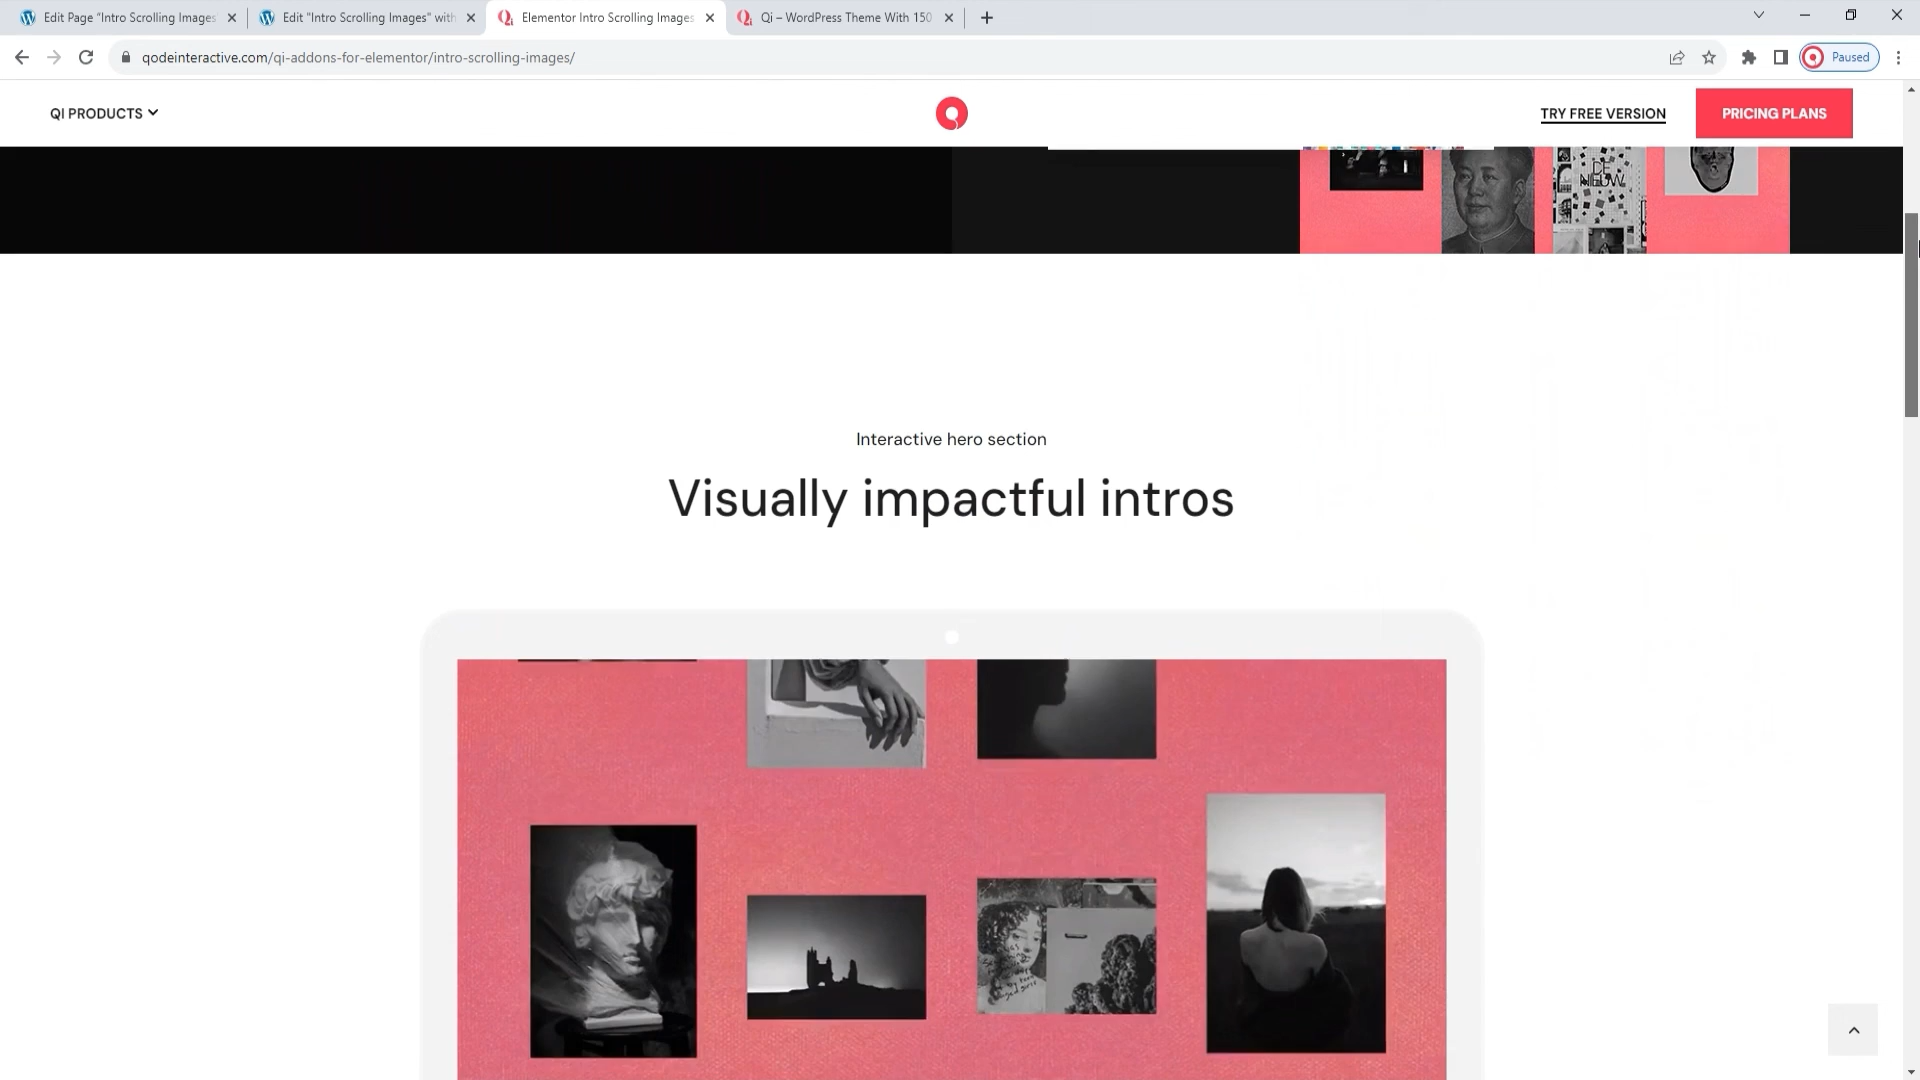 Edit Page "Intro Scrolling Images
Edit "Intro Scrolling Images" with
Elementor Intro Scrolling Images
Qi – WordPress Theme With 150
qodeinteractive.com/qi-addons-for-elementor/intro-scrolling-images/
Paused
QI PRODUCTS
TRY FREE VERSION
PRICING PLANS
DE
NIEUW
Interactive hero section
Visually impactful intros